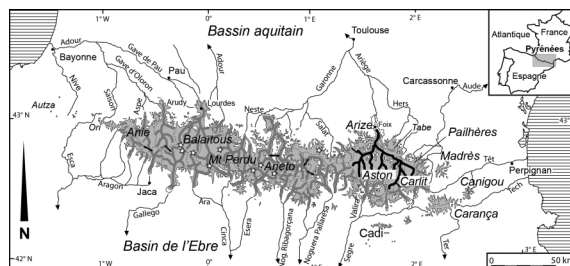 1°W
0°
Bassin aquitain
1°E
Toulouse
2°E
Atlantique
France
Pyrénées
Espagne
Adour
Bayonne
Gave de Pau
Gave d'Oloron
Pau
Adour
Garonne
Ariège
Carcassonne
Aude
Nive
Saison
Aspe
Arudy
Lourdes
Neste
Hers
Autza
43°N
43°N
Ori
Anie
Balaïtous
Mt Perdu
Aneto
Salat
Arize
Foix
Tabe
Pailhères
Madrès
Aston
Carlit
Têt
Perpignan
Canigou
Tech
Carança
Esca
Aragon
Jaca
Gallego
Ara
Cinca
Esera
Nog. Ribagorçana
Noguera Pallaresa
Segre
Valira
Cadi
Ter
N
Basin de l'Ebre
42°N
1°W
0°
1°E
2°E
3°E
0
50 km